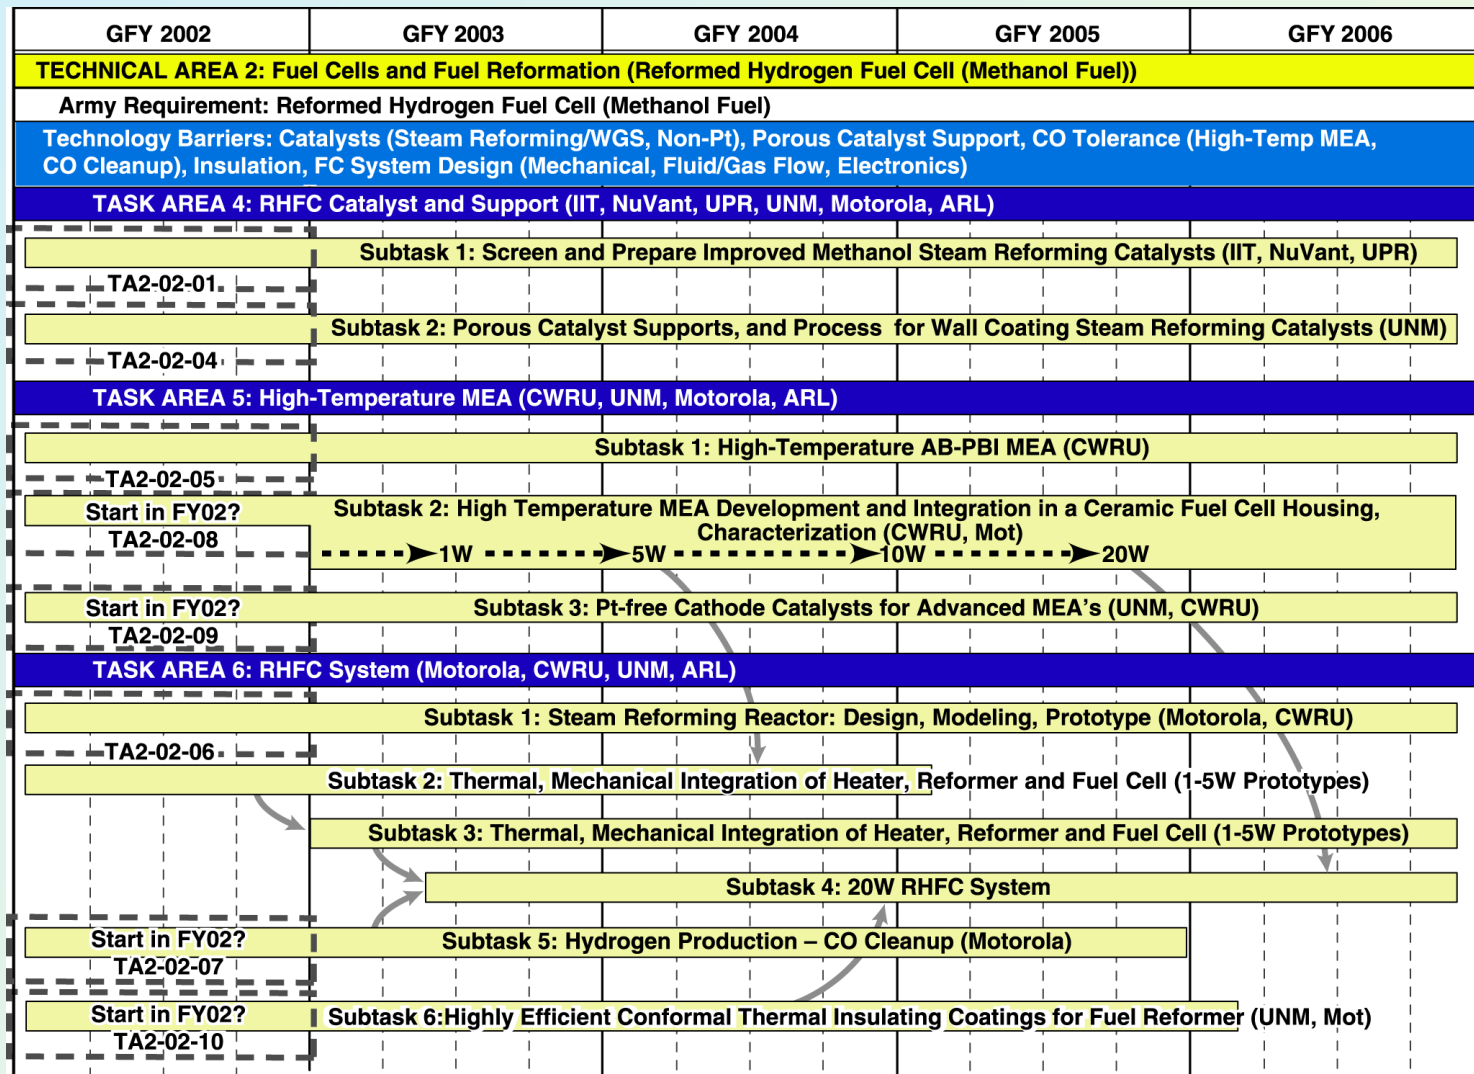 GFY 2002 GFY 2003 GFY 2004 GFY 2005 GFY 2006
TECHNICAL AREA 2: Fuel Cells and Fuel Reformation (Reformed Hydrogen Fuel Cell (Methanol Fuel))
Army Requirement: Reformed Hydrogen Fuel Cell (Methanol Fuel)
Technology Barriers: Catalysts (Steam Reforming/WGS, Non-Pt), Porous Catalyst Support, CO Tolerance (High-Temp MEA,
CO Cleanup), Insulation, FC System Design (Mechanical, Fluid/Gas Flow, Electronics)
TASK AREA 4: RHFC Catalyst and Support (IIT, NuVant, UPR, UNM, Motorola, ARL)
Subtask 1: Screen and Prepare Improved Methanol Steam Reforming Catalysts (IIT, NuVant, UPR)
TA2-02-01
Subtask 2: Porous Catalyst Supports, and Process for Wall Coating Steam Reforming Catalysts (UNM)
TA2-02-04
TASK AREA 5: High-Temperature MEA (CWRU, UNM, Motorola, ARL)
Subtask 1: High-Temperature AB-PBI MEA (CWRU)
TA2-02-05
Start in FY02?
TA2-02-08
Subtask 2: High Temperature MEA Development and Integration in a Ceramic Fuel Cell Housing,
Characterization (CWRU, Mot)
1W 5W 10W 20W
Start in FY02?
Subtask 3: Pt-free Cathode Catalysts for Advanced MEA's (UNM, CWRU)
TA2-02-09
TASK AREA 6: RHFC System (Motorola, CWRU, UNM, ARL)
Subtask 1: Steam Reforming Reactor: Design, Modeling, Prototype (Motorola, CWRU)
TA2-02-06
Subtask 2: Thermal, Mechanical Integration of Heater, Reformer and Fuel Cell (1-5W Prototypes)
Subtask 3: Thermal, Mechanical Integration of Heater, Reformer and Fuel Cell (1-5W Prototypes)
Subtask 4: 20W RHFC System
Start in FY02?
Subtask 5: Hydrogen Production – CO Cleanup (Motorola)
TA2-02-07
Start in FY02?
Subtask 6:Highly Efficient Conformal Thermal Insulating Coatings for Fuel Reformer (UNM, Mot)
TA2-02-10